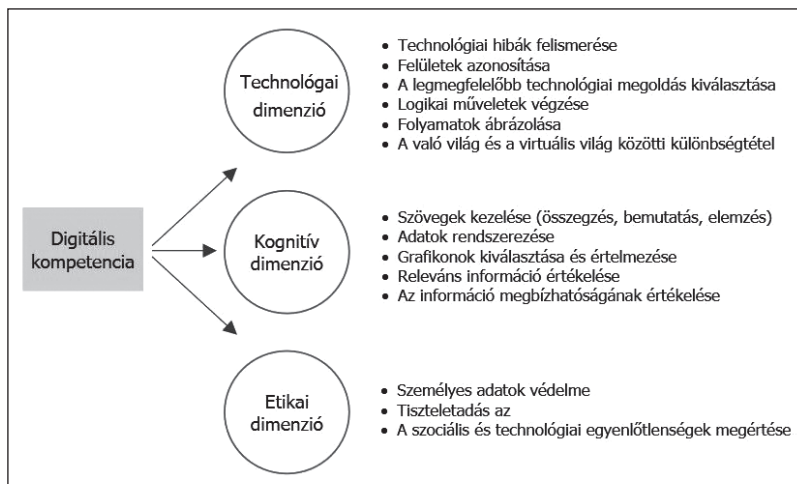 Digitális
kompetencia
Technológai
dimenzió
• Technológiai hibák felismerése
• Felületek azonosítása
• A legmegfelelőbb technológiai megoldás kiválasztása
• Logikai műveletek végzése
• Folyamatok ábrázolása
• A való világ és a virtuális világ közötti különbségtétel
Kognitív
dimenzió
• Szövegek kezelése (összegzés, bemutatás, elemzés)
• Adatok rendszerezése
• Grafikonok kiválasztása és értelmezése
• Releváns információ értékelése
• Az információ megbízhatóságának értékelése
Etikai
dimenzió
• Személyes adatok védelme
• Tiszteletadás az
• A szociális és technológiai egyenlőtlenségek megértése